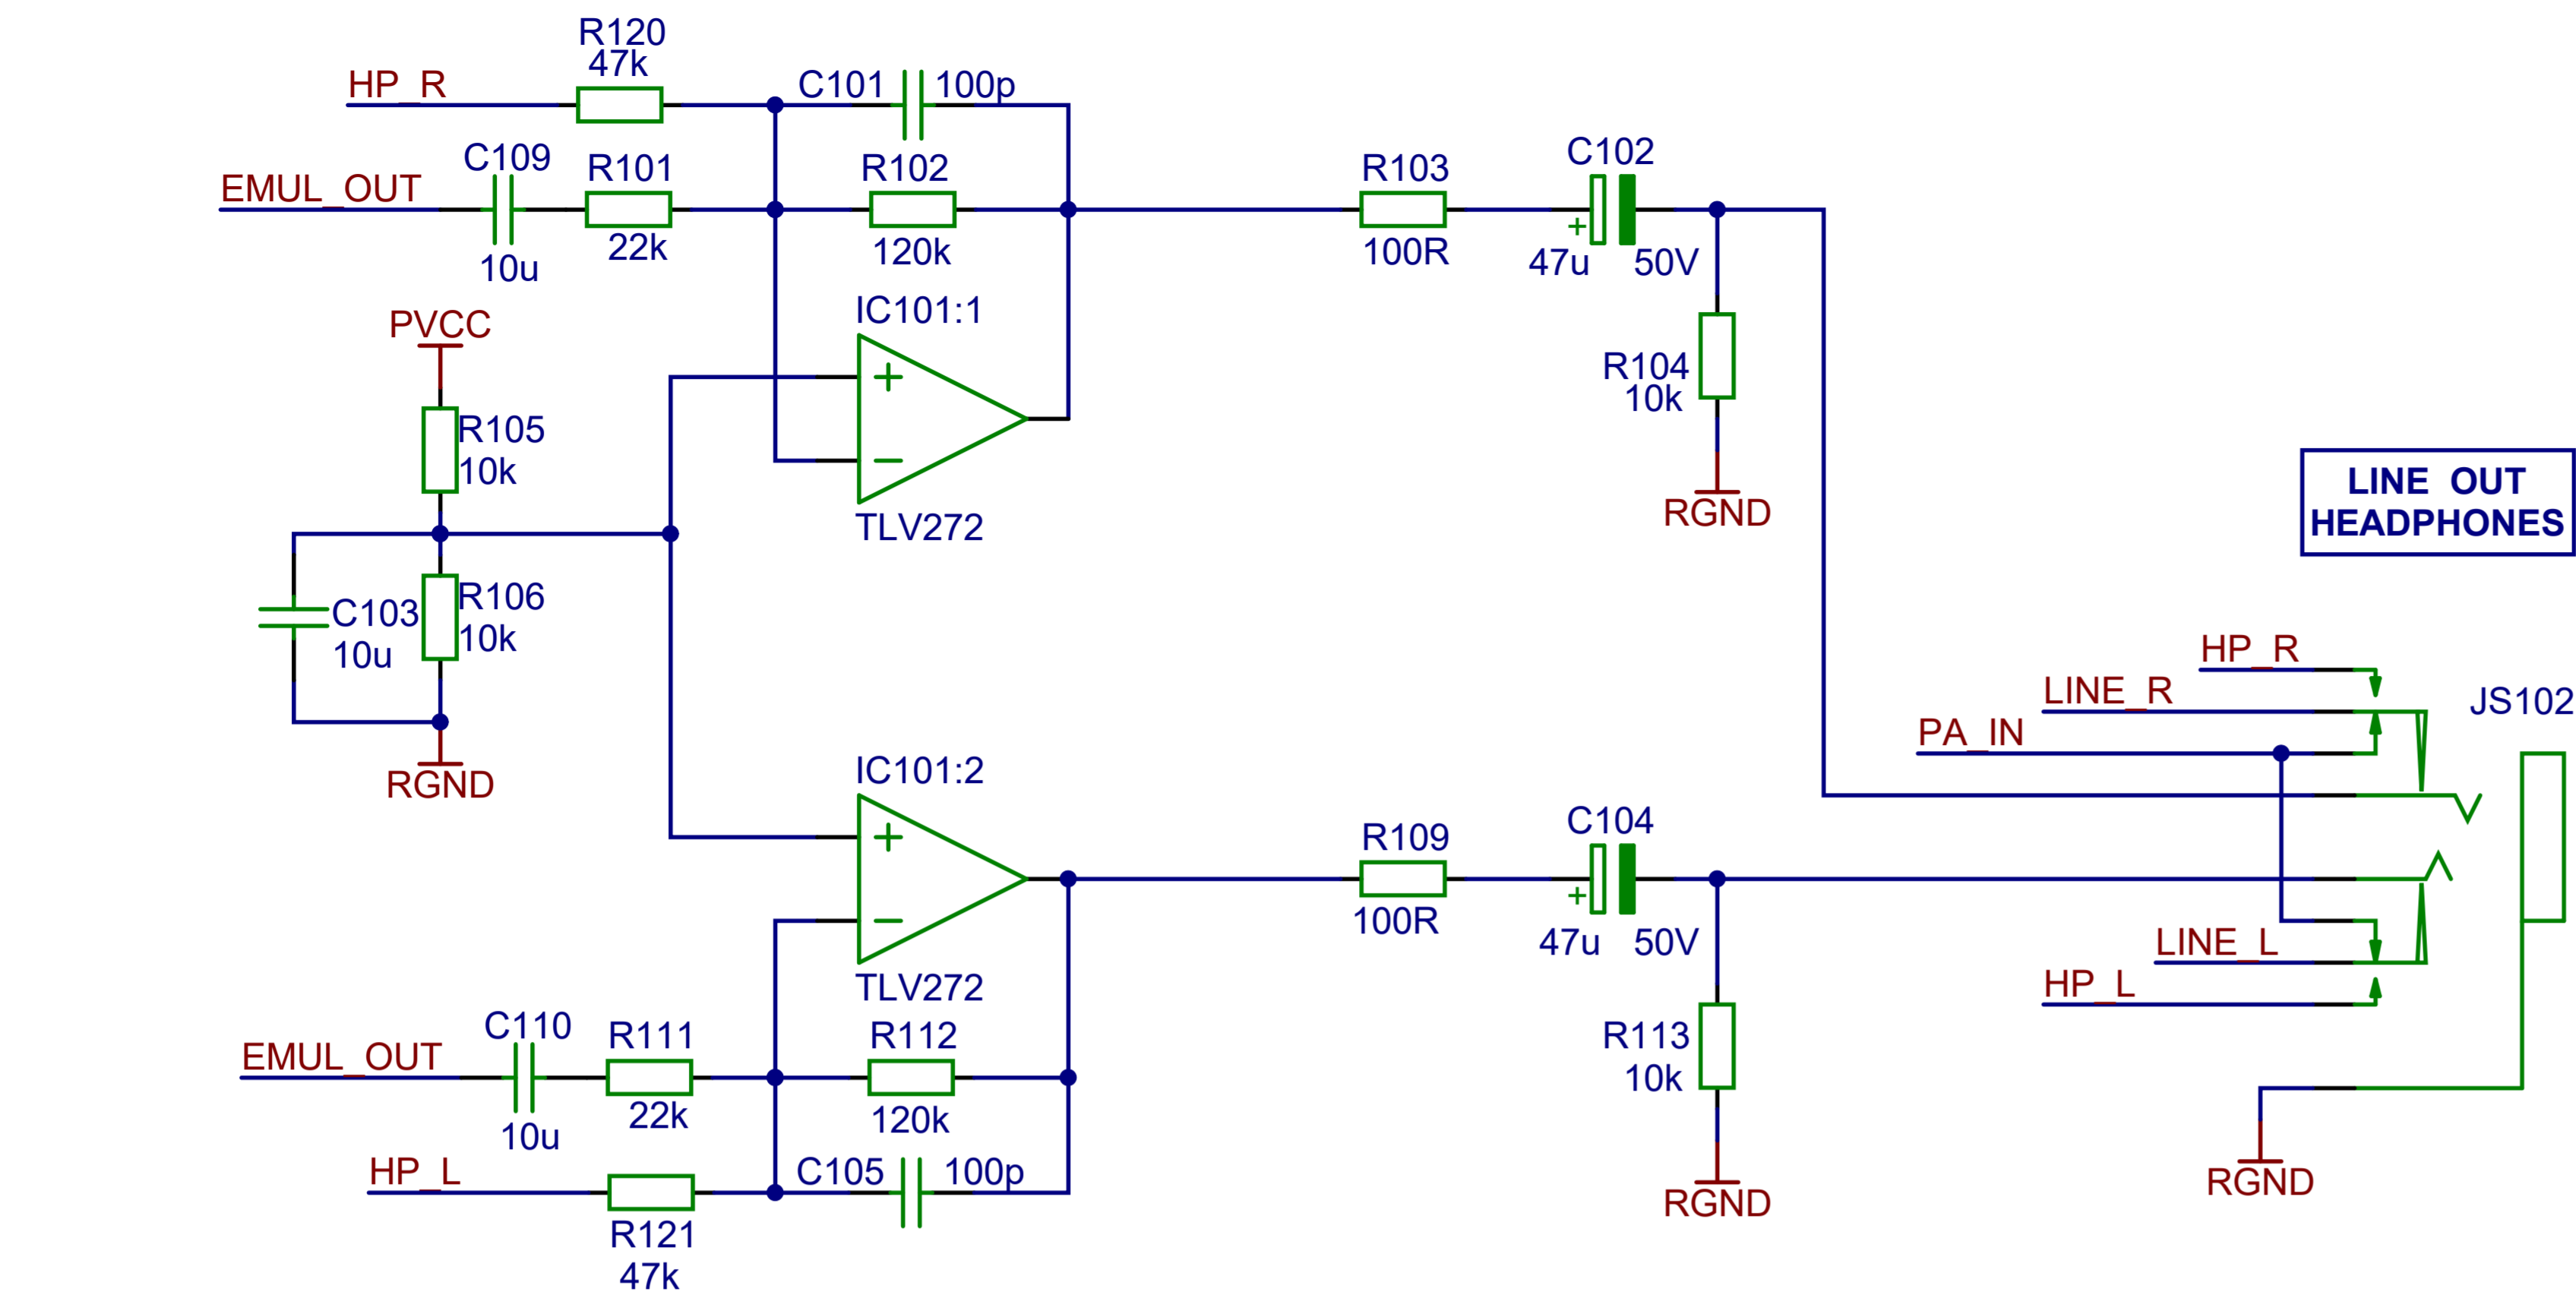 R120
47k
HP_R
C101 100p
C109
R101
R102
EMUL_OUT
10u
22k
120k
R103
100R
C102
+
47u 50V
IC101:1
+
−
TLV272
PVCC
R105
10k
R106
10k
C103
10u
RGND
R104
10k
RGND
LINE OUT
HEADPHONES
HP_R
LINE_R
PA_IN
JS102
IC101:2
+
−
TLV272
R109
100R
C104
+
47u 50V
LINE_L
HP_L
C110
R111
R112
EMUL_OUT
10u
22k
120k
R113
10k
RGND
HP_L
C105 100p
R121
47k
RGND